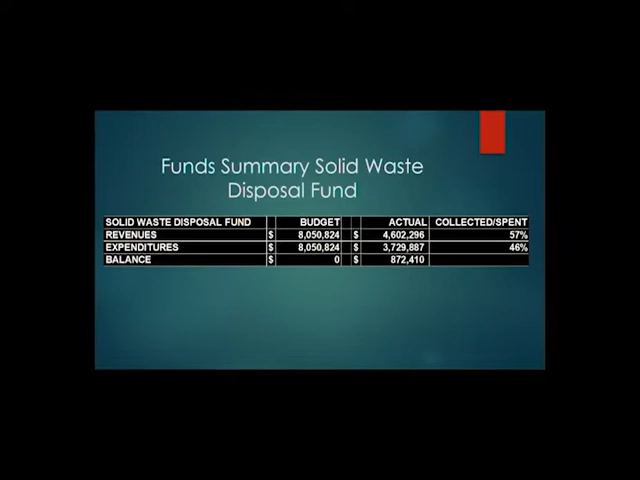 Funds Summary Solid Waste
Disposal Fund
SOLID WASTE DISPOSAL FUND BUDGET ACTUAL COLLECTED/SPENT
REVENUES $ 8,050,824 $ 4,602,296 57%
EXPENDITURES $ 8,050,824 $ 3,729,887 46%
BALANCE $ 0 $ 872,410